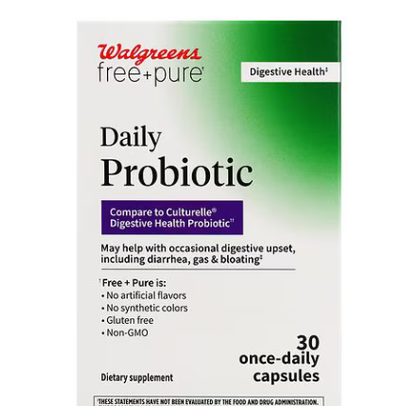 Walgreens
free+pure†
Digestive Health‡
Daily
Probiotic
Compare to Culturelle®
Digestive Health Probiotic††
May help with occasional digestive upset,
including diarrhea, gas & bloating‡
†Free + Pure is:
• No artificial flavors
• No synthetic colors
• Gluten free
• Non-GMO
30
once-daily
capsules
Dietary supplement
‡THESE STATEMENTS HAVE NOT BEEN EVALUATED BY THE FOOD AND DRUG ADMINISTRATION.